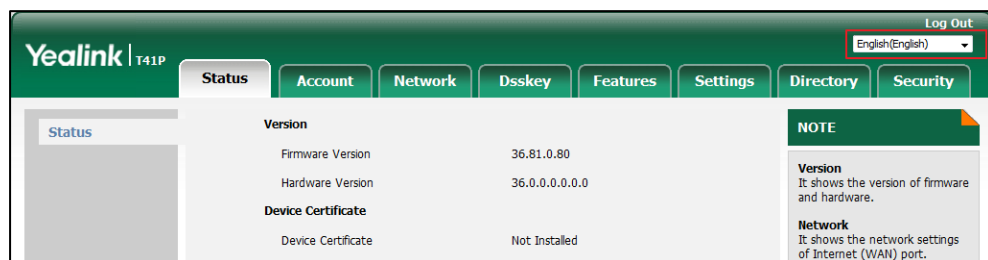 Log Out
Yealink T41P
English(English)
Status Account Network Dsskey Features Settings Directory Security
Status
Version
Firmware Version 36.81.0.80
Hardware Version 36.0.0.0.0.0.0
Device Certificate
Device Certificate Not Installed
NOTE
Version
It shows the version of firmware
and hardware.
Network
It shows the network settings
of Internet (WAN) port.